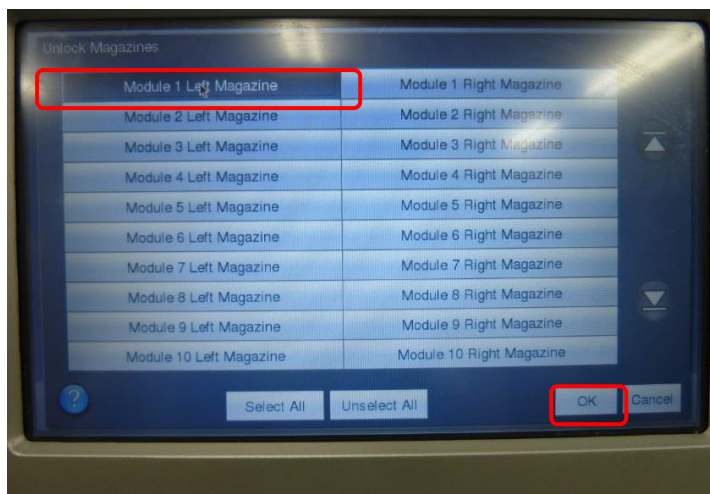 Unlock Magazines
Module 1 Left Magazine Module 1 Right Magazine
Module 2 Left Magazine Module 2 Right Magazine
Module 3 Left Magazine Module 3 Right Magazine
Module 4 Left Magazine Module 4 Right Magazine
Module 5 Left Magazine Module 5 Right Magazine
Module 6 Left Magazine Module 6 Right Magazine
Module 7 Left Magazine Module 7 Right Magazine
Module 8 Left Magazine Module 8 Right Magazine
Module 9 Left Magazine Module 9 Right Magazine
Module 10 Left Magazine Module 10 Right Magazine
? Select All Unselect All OK Cancel